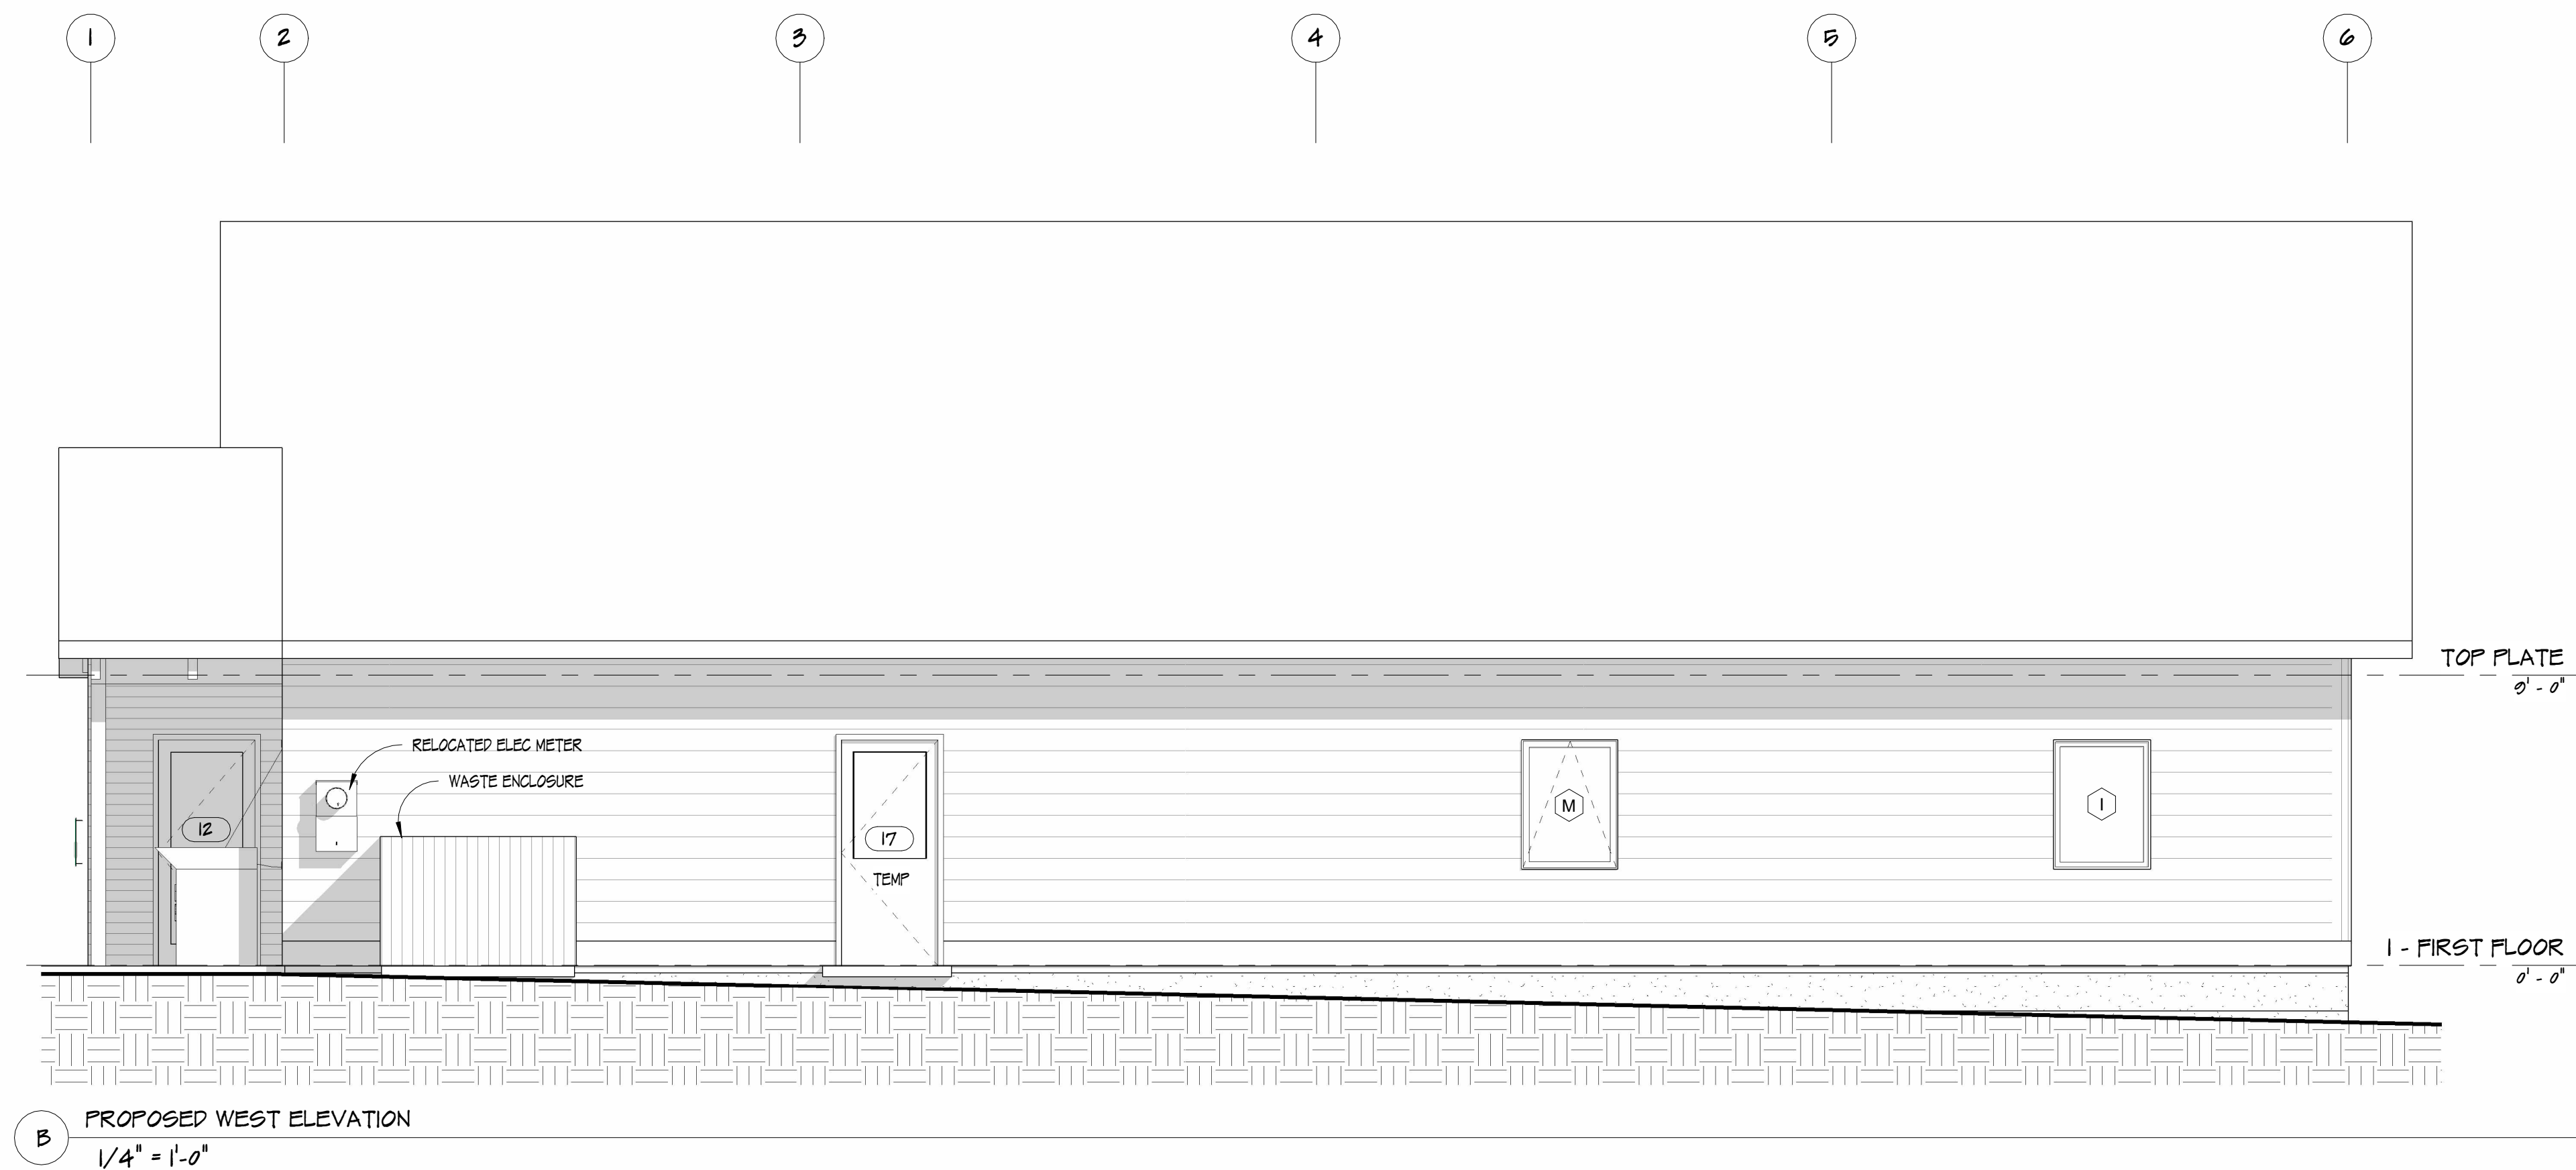 1 2 3 4 5 6
TOP PLATE
9' - 0"
RELOCATED ELEC METER
WASTE ENCLOSURE
12
17
TEMP
M
I
1 - FIRST FLOOR
0' - 0"
B
PROPOSED WEST ELEVATION
1/4" = 1'-0"